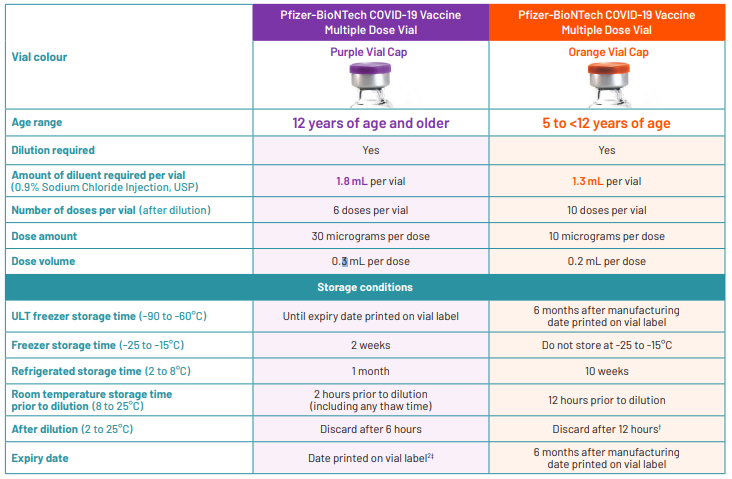 Vial colour
Pfizer-BioNTech COVID-19 Vaccine
Multiple Dose Vial
Purple Vial Cap
Pfizer-BioNTech COVID-19 Vaccine
Multiple Dose Vial
Orange Vial Cap
Age range
12 years of age and older
5 to <12 years of age
Dilution required
Yes
Yes
Amount of diluent required per vial
(0.9% Sodium Chloride Injection, USP)
1.8 mL per vial
1.3 mL per vial
Number of doses per vial (after dilution)
6 doses per vial
10 doses per vial
Dose amount
30 micrograms per dose
10 micrograms per dose
Dose volume
0.3 mL per dose
0.2 mL per dose
Storage conditions
ULT freezer storage time (-90 to -60°C)
Until expiry date printed on vial label
6 months after manufacturing
date printed on vial label
Freezer storage time (-25 to -15°C)
2 weeks
Do not store at -25 to -15°C
Refrigerated storage time (2 to 8°C)
1 month
10 weeks
Room temperature storage time
prior to dilution (8 to 25°C)
2 hours prior to dilution
(including any thaw time)
12 hours prior to dilution
After dilution (2 to 25°C)
Discard after 6 hours
Discard after 12 hours†
Expiry date
Date printed on vial label2‡
6 months after manufacturing
date printed on vial label